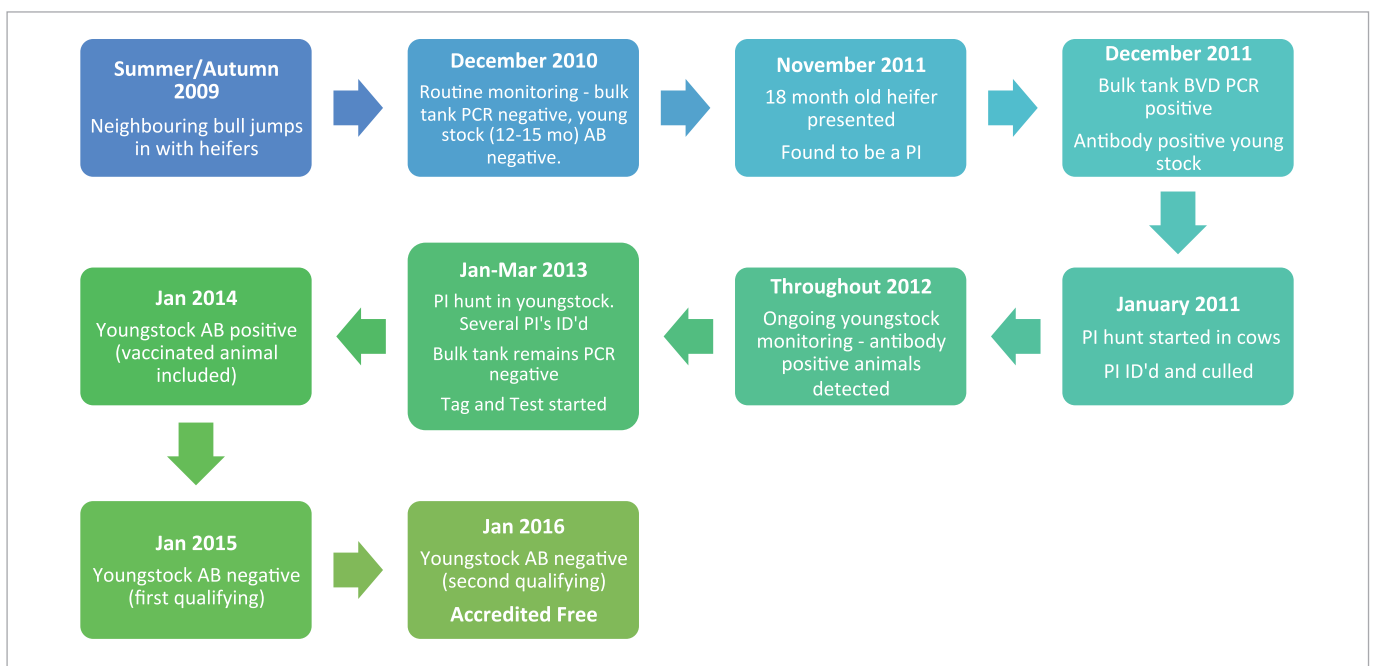 Summer/Autumn
2009
Neighbouring bull jumps
in with heifers
December 2010
Routine monitoring - bulk
tank PCR negative, young
stock (12-15 mo) AB
negative.
November 2011
18 month old heifer
presented
Found to be a PI
December 2011
Bulk tank BVD PCR
positive
Antibody positive young
stock
January 2011
PI hunt started in cows
PI ID'd and culled
Throughout 2012
Ongoing youngstock
monitoring - antibody
positive animals
detected
Jan-Mar 2013
PI hunt in youngstock.
Several PI's ID'd
Bulk tank remains PCR
negative
Tag and Test started
Jan 2014
Youngstock AB positive
(vaccinated animal
included)
Jan 2015
Youngstock AB negative
(first qualifying)
Jan 2016
Youngstock AB negative
(second qualifying)
Accredited Free